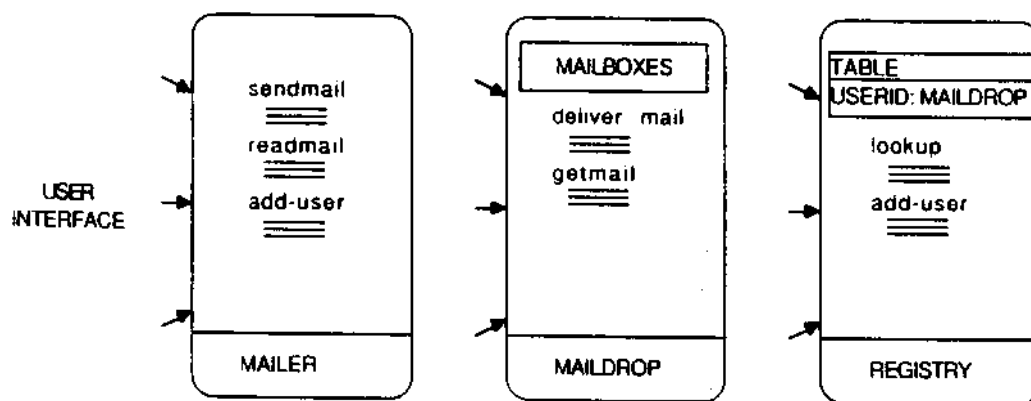 USER
INTERFACE
sendmail
readmail
add-user
MAILER
MAILBOXES
deliver mail
getmail
MAILDROP
TABLE
USERID: MAILDROP
lookup
add-user
REGISTRY